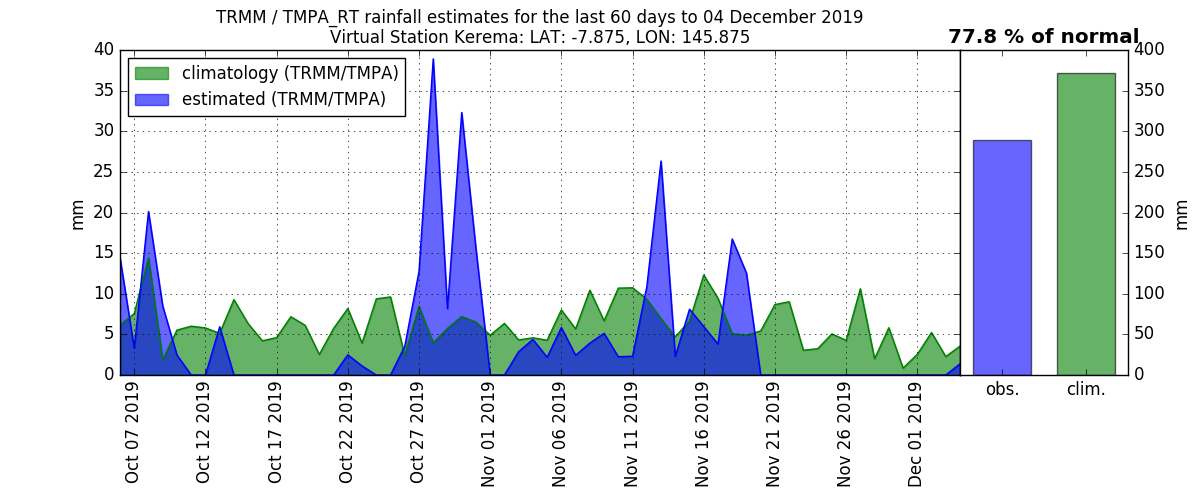 TRMM / TMPA_RT rainfall estimates for the last 60 days to 04 December 2019
Virtual Station Kerema: LAT: -7.875, LON: 145.875
77.8 % of normal
climatology (TRMM/TMPA)
estimated (TRMM/TMPA)
40
35
30
25
20
15
10
5
0
mm
Oct 07 2019
Oct 12 2019
Oct 17 2019
Oct 22 2019
Oct 27 2019
Nov 01 2019
Nov 06 2019
Nov 11 2019
Nov 16 2019
Nov 21 2019
Nov 26 2019
Dec 01 2019
400
350
300
250
200
150
100
50
0
mm
obs.
clim.